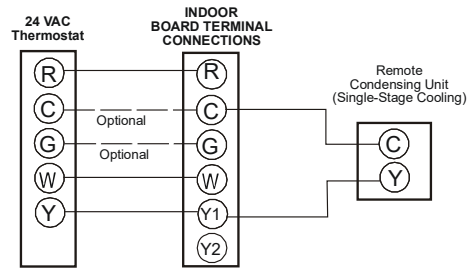 24 VAC
Thermostat
R
C
G
W
Y
Optional
Optional
INDOOR
BOARD TERMINAL
CONNECTIONS
R
C
G
W
Y1
Y2
Remote
Condensing Unit
(Single-Stage Cooling)
C
Y